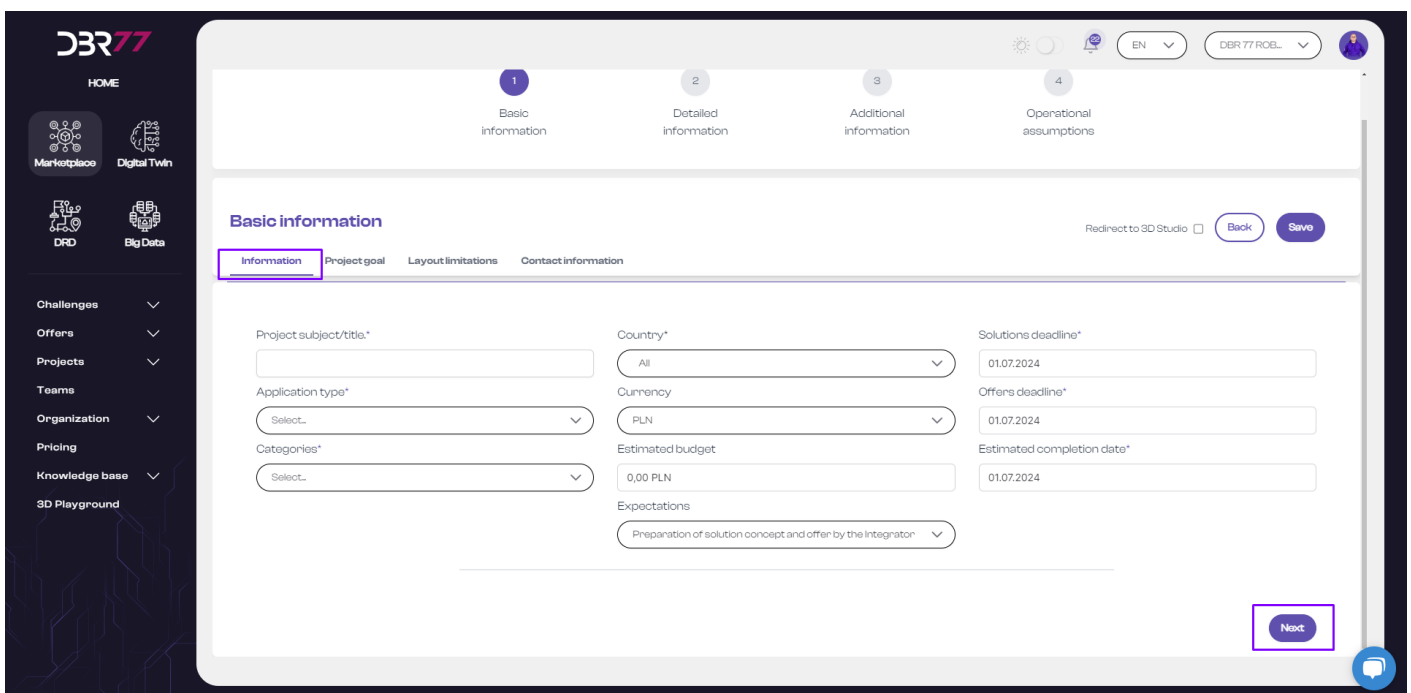 DBR77
22
EN
DBR 77 ROB...
HOME
Marketplace
Digital Twin
DRD
Big Data
Challenges
Offers
Projects
Teams
Organization
Pricing
Knowledge base
3D Playground
1
2
3
4
Basic
information
Detailed
information
Additional
information
Operational
assumptions
Basic information
Redirect to 3D Studio
Back
Save
Information
Project goal
Layout limitations
Contact information
Project subject/title.*
Country*
Solutions deadline*
All
01.07.2024
Application type*
Currency
Offers deadline*
Select...
PLN
01.07.2024
Categories*
Estimated budget
Estimated completion date*
Select...
0,00 PLN
01.07.2024
Expectations
Preparation of solution concept and offer by the Integrator
Next